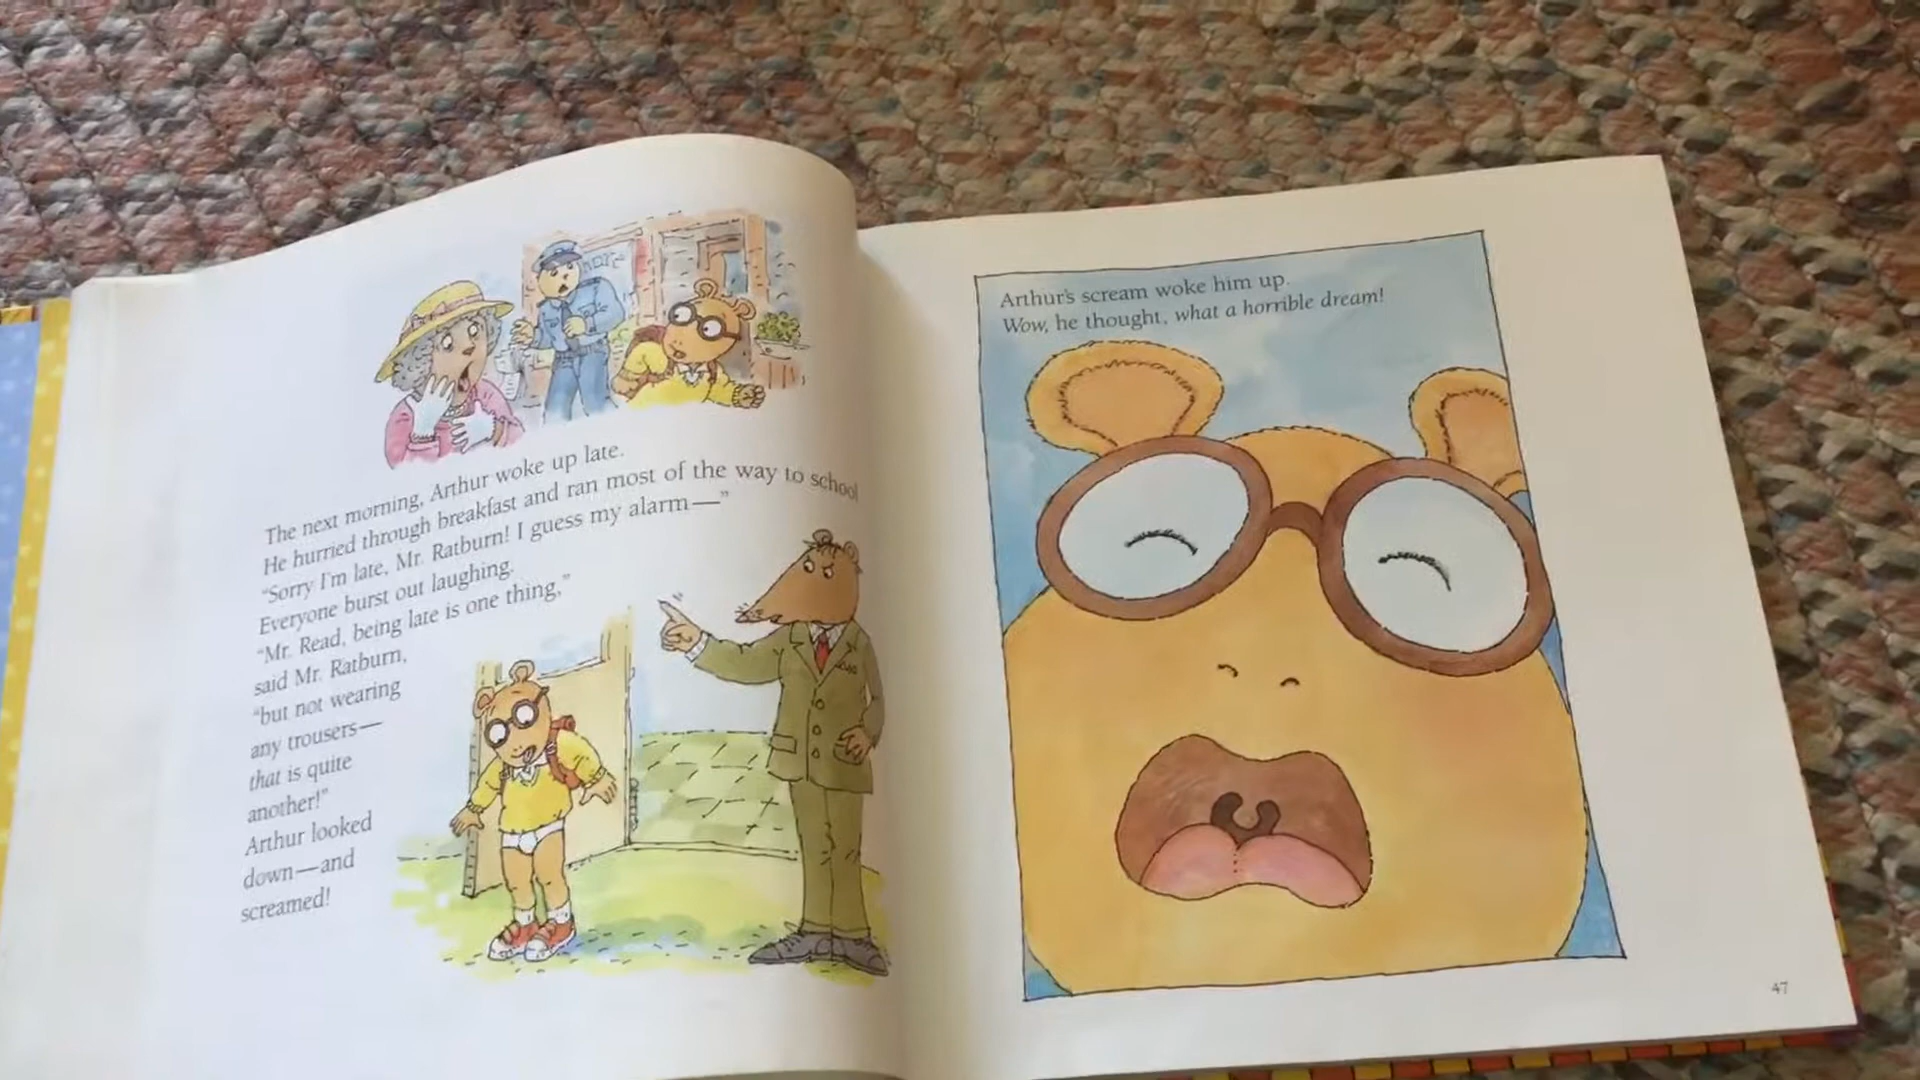 The next morning, Arthur woke up late.
He hurried through breakfast and ran most of the way to school
“Sorry I'm late, Mr. Ratburn! I guess my alarm—”
Everyone burst out laughing.
“Mr. Read, being late is one thing,”
said Mr. Ratburn,
“but not wearing
any trousers—
that is quite
another!”
Arthur looked
down—and
screamed!
Arthur's scream woke him up.
Wow, he thought, what a horrible dream!
47